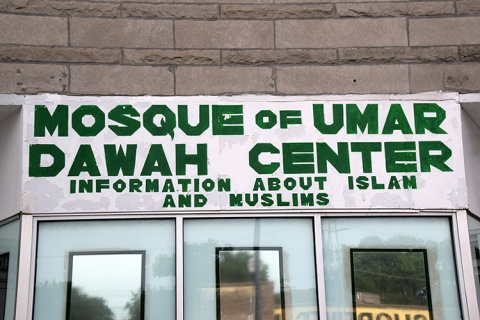 MOSQUE OF UMAR
DAWAH CENTER
INFORMATION ABOUT ISLAM
AND MUSLIMS